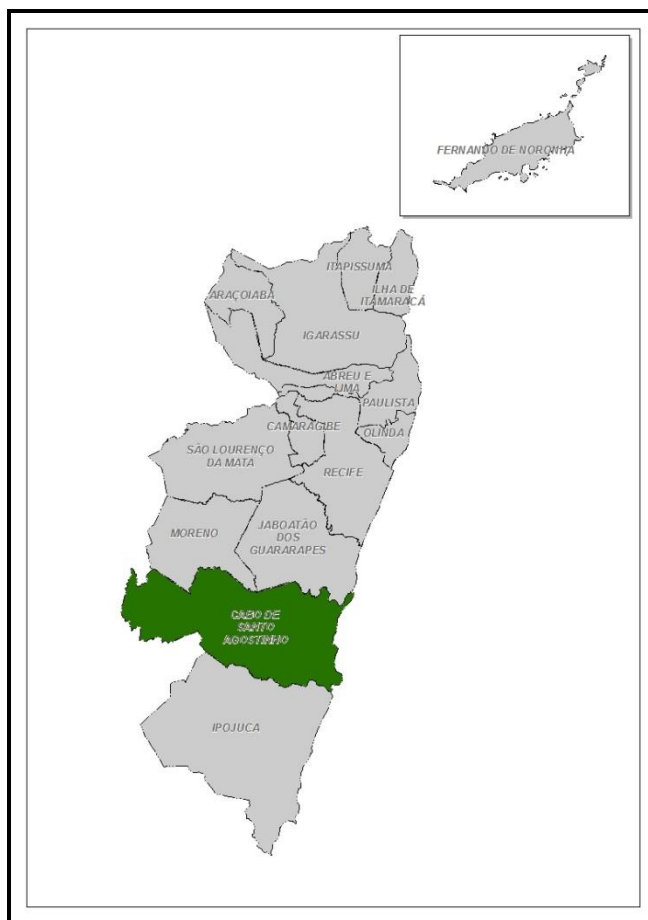 FERNANDO DE NORONHA
ITAPISSUMA
ARAÇOIABA
ILHA DE
ITAMARACÁ
IGARASSU
ABREU E
LIMA
PAULISTA
CAMARAGIBE
OLINDA
SÃO LOURENÇO
DA MATA
RECIFE
MORENO
JABOATÃO
DOS
GUARARAPES
CABO DE
SANTO
AGOSTINHO
IPOJUCA